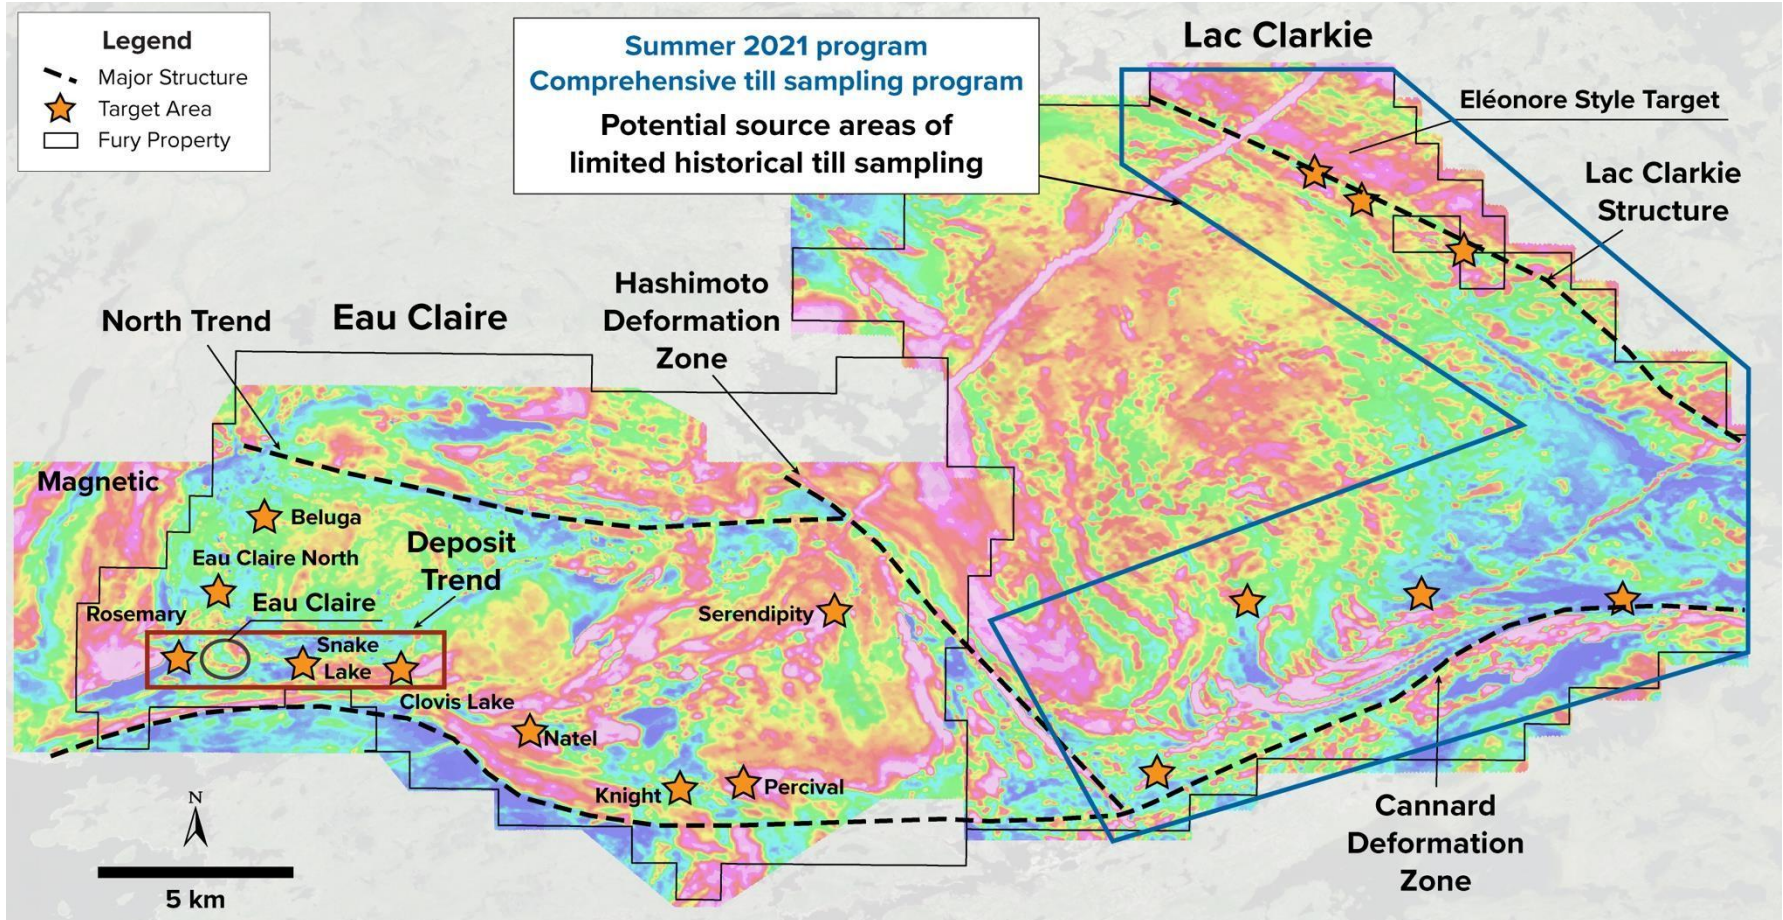 Legend
Major Structure
Target Area
Fury Property
Summer 2021 program
Comprehensive till sampling program
Potential source areas of
limited historical till sampling
Lac Clarkie
Eléonore Style Target
Lac Clarkie
Structure
Hashimoto
Deformation
Zone
North Trend
Eau Claire
Magnetic
Beluga
Eau Claire North
Deposit
Trend
Rosemary
Eau Claire
Snake
Lake
Clovis Lake
Serendipity
Natel
Knight
Percival
N
5 km
Cannard
Deformation
Zone